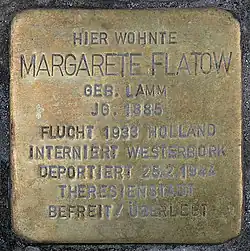 HIER WOHNTE
MARGARETE FLATOW
GEB. LAMM
JG. 1885
FLUCHT 1933 HOLLAND
INTERNIERT WESTERBORK
DEPORTIERT 25.2.1944
THERESIENSTADT
BEFREIT/ÜBERLEBT